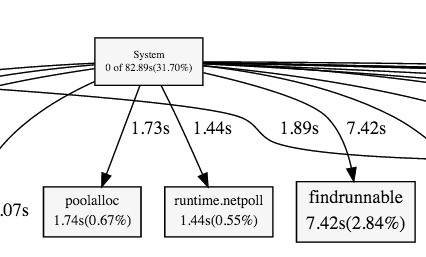 System
0 of 82.89s(31.70%)
1.73s
1.44s
1.89s
7.42s
.07s
poolalloc
1.74s(0.67%)
runtime.netpoll
1.44s(0.55%)
findrunnable
7.42s(2.84%)